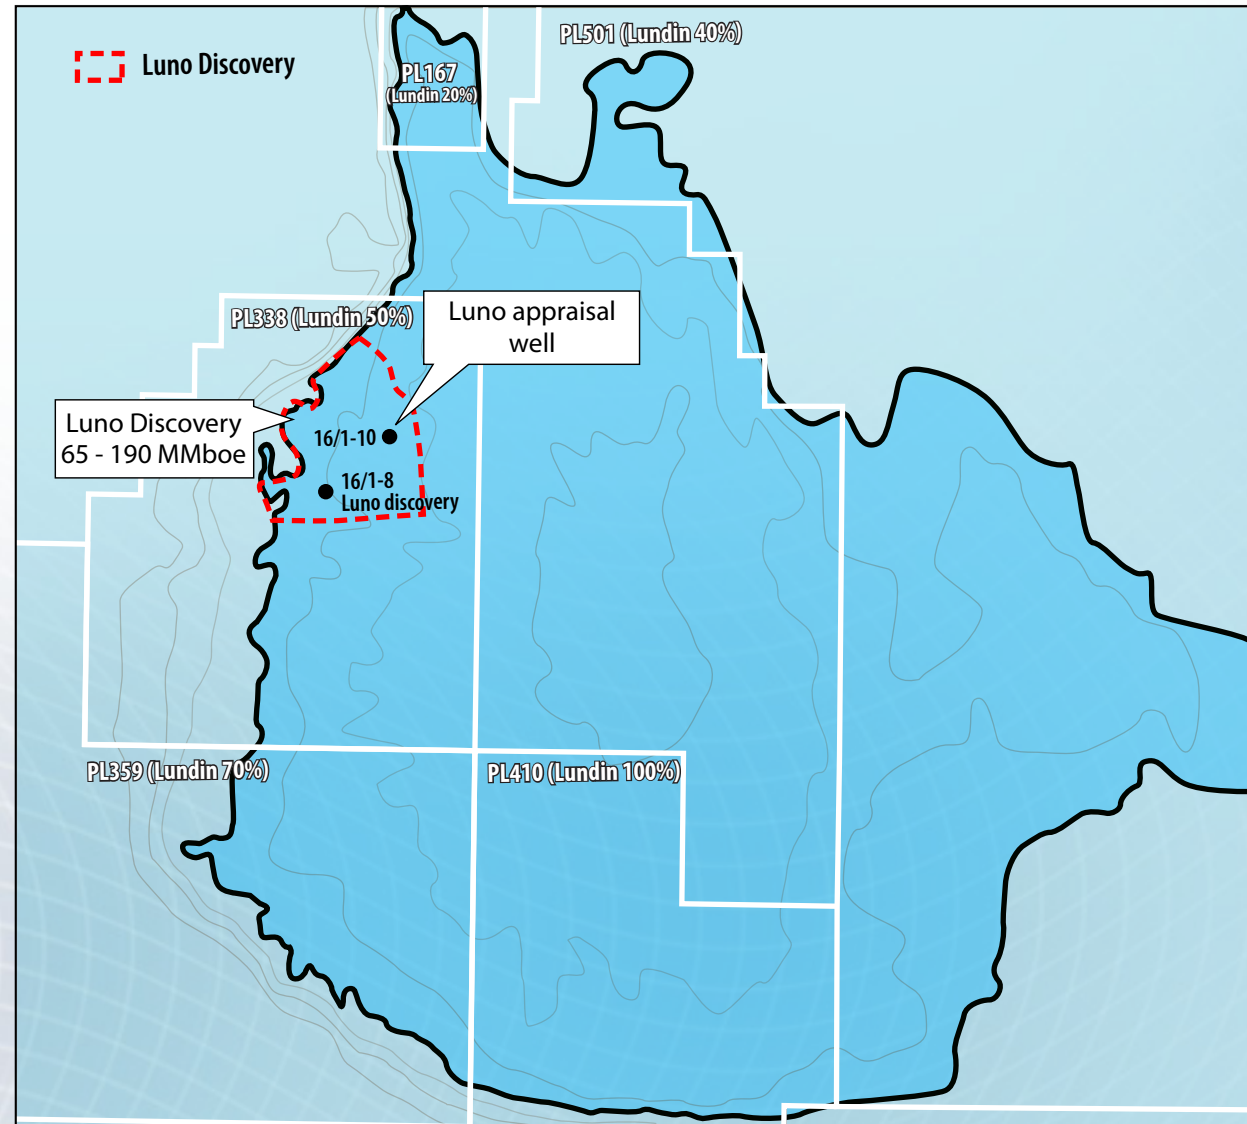 PL501 (Lundin 40%)
Luno Discovery
PL167
(Lundin 20%)
PL338 (Lundin 50%)
Luno appraisal
well
Luno Discovery
65 - 190 MMboe
16/1-10
16/1-8
Luno discovery
PL359 (Lundin 70%)
PL410 (Lundin 100%)